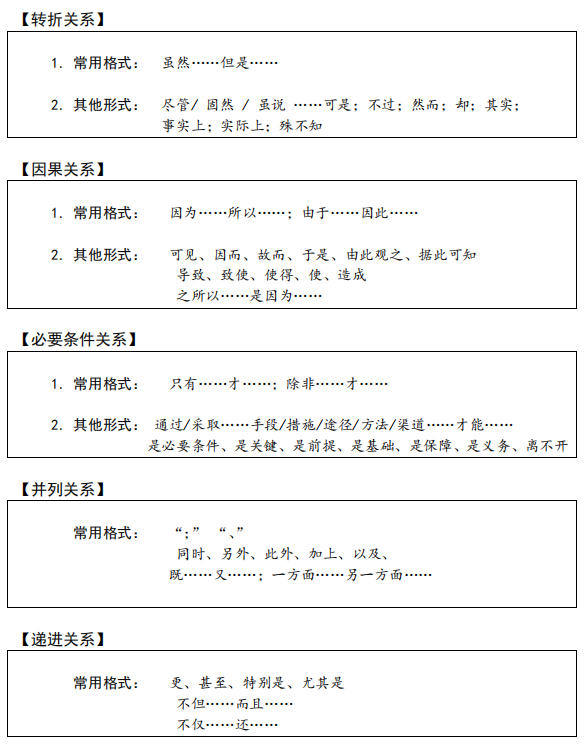 【转折关系】
1. 常用格式： 虽然……但是……
2. 其他形式： 尽管/ 固然 / 虽说 ……可是；不过；然而；却；其实；
事实上；实际上；殊不知
【因果关系】
1. 常用格式： 因为……所以……；由于……因此……
2. 其他形式： 可见、因而、故而、于是、由此观之、据此可知
导致、致使、使得、使、造成
之所以……是因为……
【必要条件关系】
1. 常用格式： 只有……才……；除非……才……
2. 其他形式： 通过/采取……手段/措施/途径/方法/渠道……才能……
是必要条件、是关键、是前提、是基础、是保障、是义务、离不开
【并列关系】
常用格式： “；” “、”
同时、另外、此外、加上、以及、
既……又……；一方面……另一方面……
【递进关系】
常用格式： 更、甚至、特别是、尤其是
不但……而且……
不仅……还……